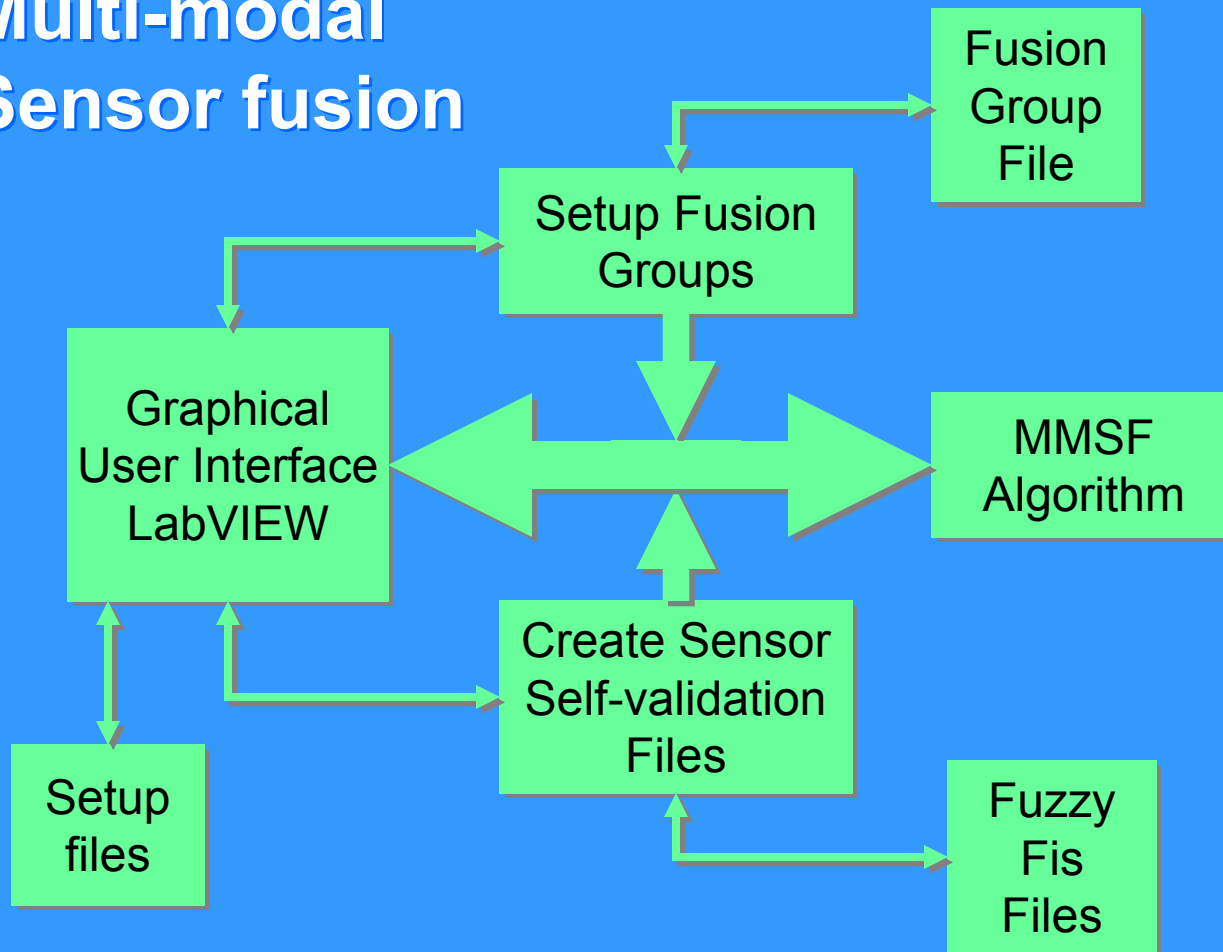 Multi-modal
Sensor fusion
Fusion
Group
File
Setup Fusion
Groups
Graphical
User Interface
LabVIEW
MMSF
Algorithm
Create Sensor
Self-validation
Files
Setup
files
Fuzzy
Fis
Files